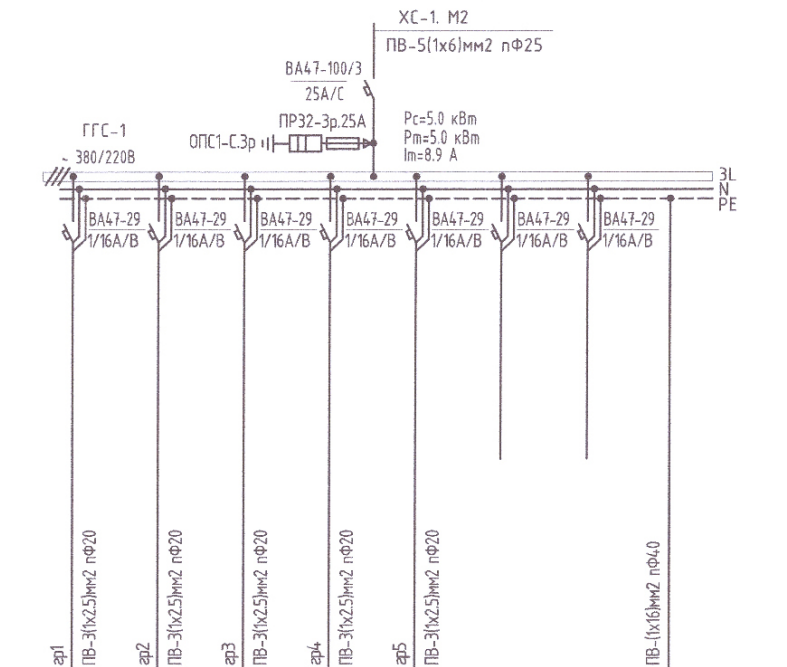 ХС-1. М2
ПВ-5(1х6)мм2 пФ25
ВА47-100/3
25А/С
ПР32-3р.25А
ОПС1-С.3р
Рс=5.0 кВт
Рт=5.0 кВт
Iт=8.9 А
ГГС-1
~ 380/220В
3L
N
PE
ВА47-29
1/16А/В
ВА47-29
1/16А/В
ВА47-29
1/16А/В
ВА47-29
1/16А/В
ВА47-29
1/16А/В
ВА47-29
1/16А/В
ВА47-29
1/16А/В
гр1
ПВ-3(1х2.5)мм2 пФ20
гр2
ПВ-3(1х2.5)мм2 пФ20
гр3
ПВ-3(1х2.5)мм2 пФ20
гр4
ПВ-3(1х2.5)мм2 пФ20
гр5
ПВ-3(1х2.5)мм2 пФ20
ПВ-(1х16)мм2 пФ40